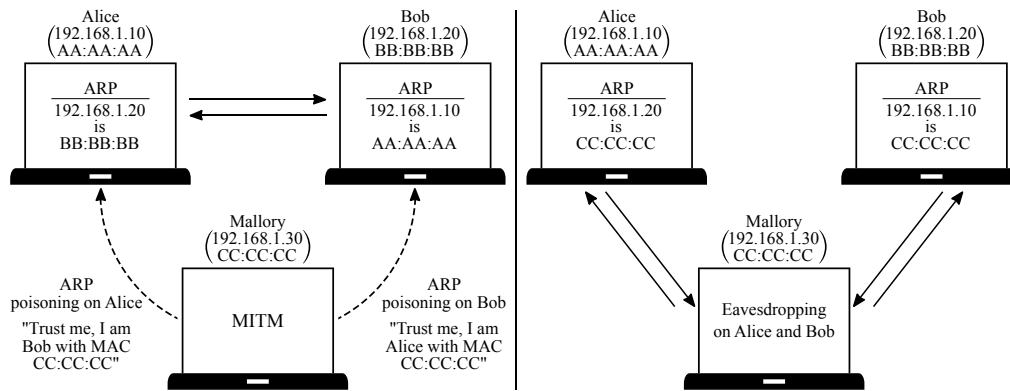 Alice
(192.168.1.10)
AA:AA:AA
ARP
192.168.1.20
is
BB:BB:BB
Bob
(192.168.1.20)
BB:BB:BB
ARP
192.168.1.10
is
AA:AA:AA
Mallory
(192.168.1.30)
CC:CC:CC
MITM
ARP
poisoning on Alice
"Trust me, I am
Bob with MAC
CC:CC:CC"
ARP
poisoning on Bob
"Trust me, I am
Alice with MAC
CC:CC:CC"
Alice
(192.168.1.10)
AA:AA:AA
ARP
192.168.1.20
is
CC:CC:CC
Bob
(192.168.1.20)
BB:BB:BB
ARP
192.168.1.10
is
CC:CC:CC
Mallory
(192.168.1.30)
CC:CC:CC
Eavesdropping
on Alice and Bob